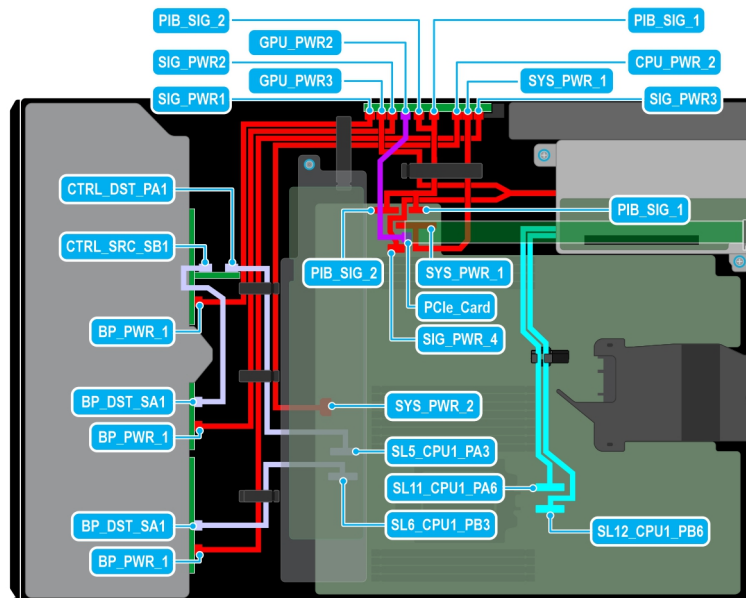 PIB_SIG_2
PIB_SIG_1
GPU_PWR2
SIG_PWR2
CPU_PWR_2
GPU_PWR3
SYS_PWR_1
SIG_PWR1
SIG_PWR3
CTRL_DST_PA1
PIB_SIG_1
CTRL_SRC_SB1
PIB_SIG_2
SYS_PWR_1
PCIe_Card
BP_PWR_1
SIG_PWR_4
BP_DST_SA1
SYS_PWR_2
BP_PWR_1
SL5_CPU1_PA3
SL11_CPU1_PA6
BP_DST_SA1
SL6_CPU1_PB3
SL12_CPU1_PB6
BP_PWR_1